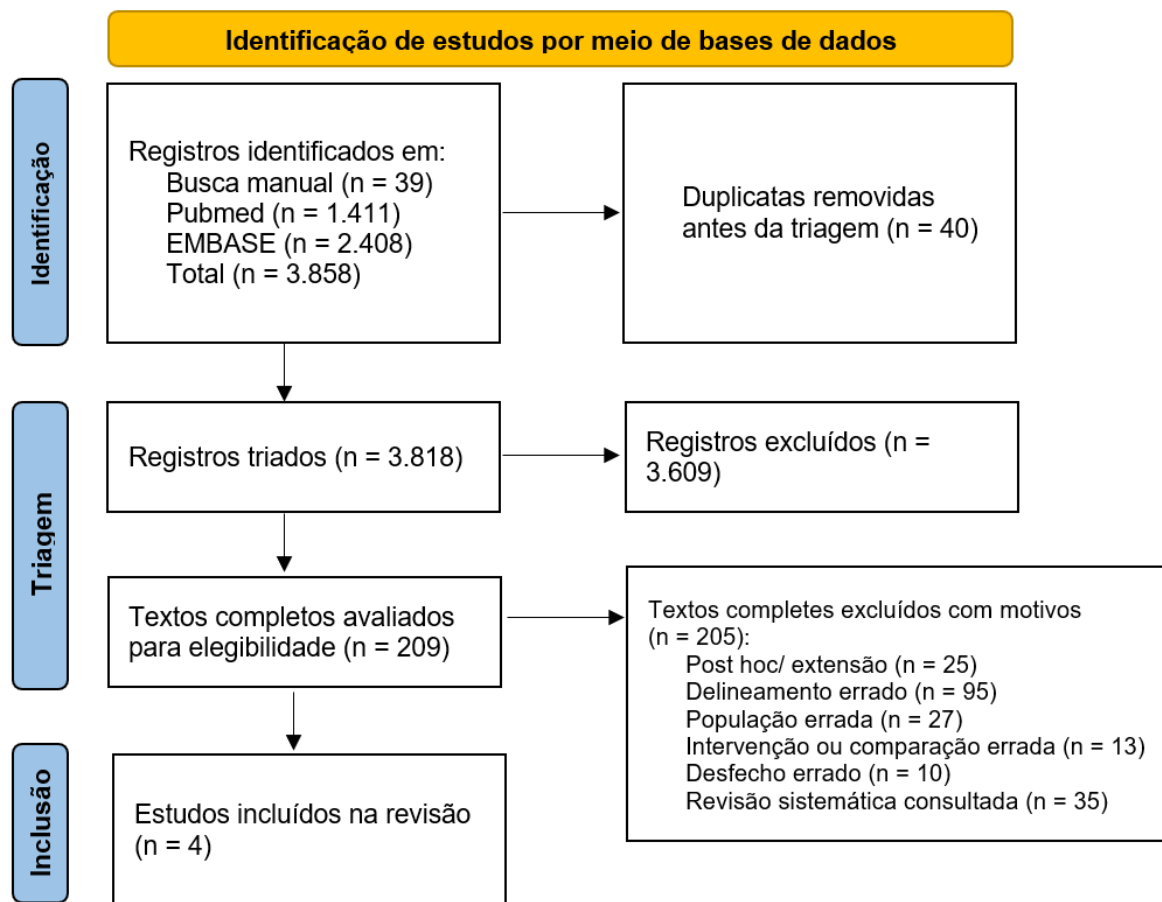 Identificação de estudos por meio de bases de dados
Identificação
Registros identificados em:
Busca manual (n = 39)
Pubmed (n = 1.411)
EMBASE (n = 2.408)
Total (n = 3.858)
Duplicatas removidas
antes da triagem (n = 40)
Triagem
Registros triados (n = 3.818)
Registros excluídos (n =
3.609)
Textos completos avaliados
para elegibilidade (n = 209)
Textos completes excluídos com motivos
(n = 205):
Post hoc/ extensão (n = 25)
Delineamento errado (n = 95)
População errada (n = 27)
Intervenção ou comparação errada (n = 13)
Desfecho errado (n = 10)
Revisão sistemática consultada (n = 35)
Inclusão
Estudos incluídos na revisão
(n = 4)